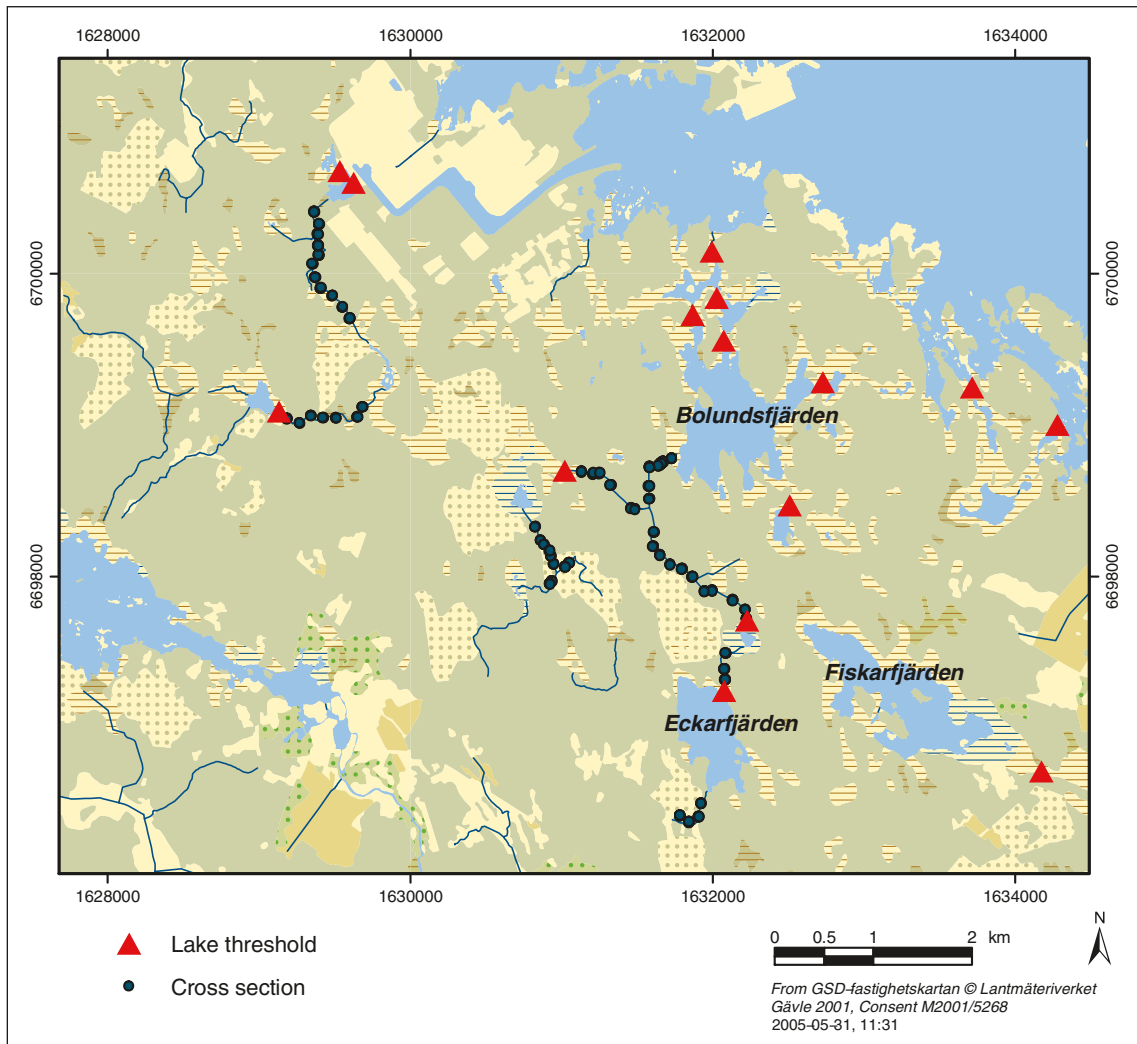 1628000 1630000 1632000 1634000
6700000 6700000
Bolundsfjärden
6698000 6698000
Fiskarfjärden
Eckarfjärden
1628000 1630000 1632000 1634000
Lake threshold
Cross section
0 0.5 1 2 km
N
From GSD-fastighetskartan © Lantmäteriverket
Gävle 2001, Consent M2001/5268
2005-05-31, 11:31